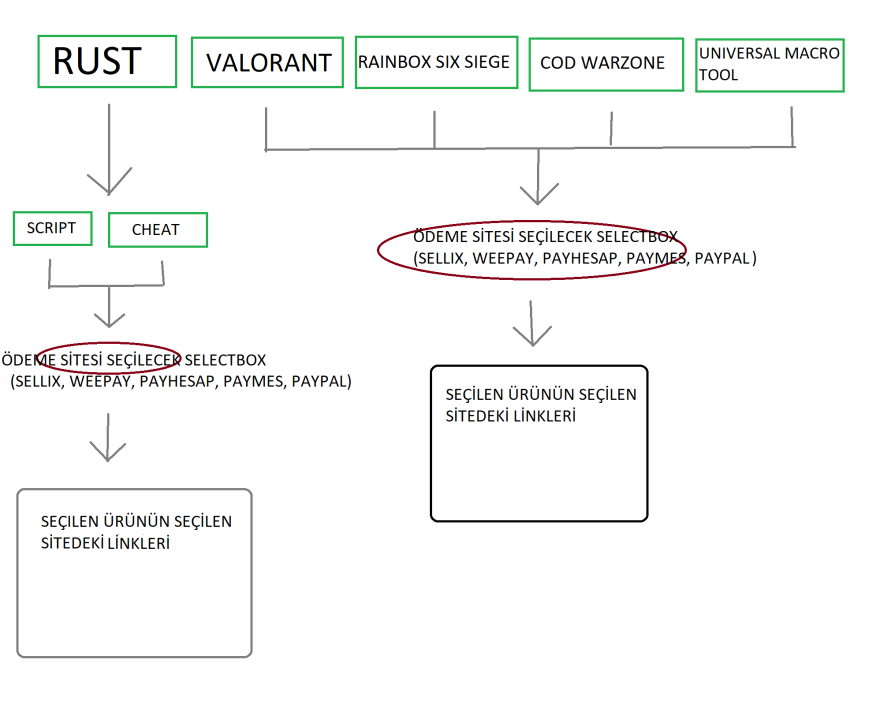 RUST
VALORANT
RAINBOX SIX SIEGE
COD WARZONE
UNIVERSAL MACRO
TOOL
SCRIPT
CHEAT
ÖDEME SİTESİ SEÇİLECEK SELECTBOX
(SELLIX, WEEPAY, PAYHESAP, PAYMES, PAYPAL)
ÖDEME SİTESİ SEÇİLECEK SELECTBOX
(SELLIX, WEEPAY, PAYHESAP, PAYMES, PAYPAL)
SEÇİLEN ÜRÜNÜN SEÇİLEN
SİTEDEKİ LİNKLERİ
SEÇILEN ÜRÜNÜN SEÇİLEN
SİTEDEKİ LİNKLERİ